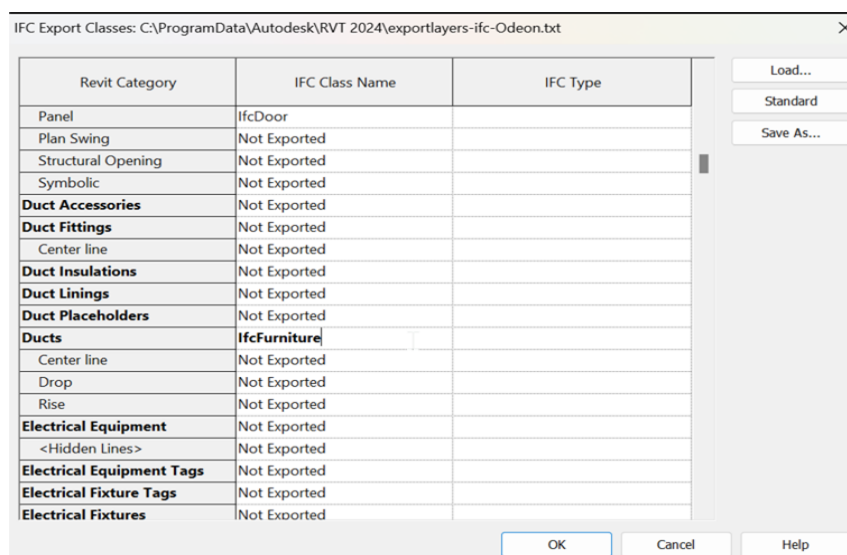 IFC Export Classes: C:\ProgramData\Autodesk\RVT 2024\exportlayers-ifc-Odeon.txt
Load...
Revit Category IFC Class Name IFC Type
Standard
Panel IfcDoor
Save As...
Plan Swing Not Exported
Structural Opening Not Exported
Symbolic Not Exported
Duct Accessories Not Exported
Duct Fittings Not Exported
Center line Not Exported
Duct Insulations Not Exported
Duct Linings Not Exported
Duct Placeholders Not Exported
Ducts IfcFurniture
Center line Not Exported
Drop Not Exported
Rise Not Exported
Electrical Equipment Not Exported
<Hidden Lines> Not Exported
Electrical Equipment Tags Not Exported
Electrical Fixture Tags Not Exported
Electrical Fixtures Not Exported
OK Cancel Help